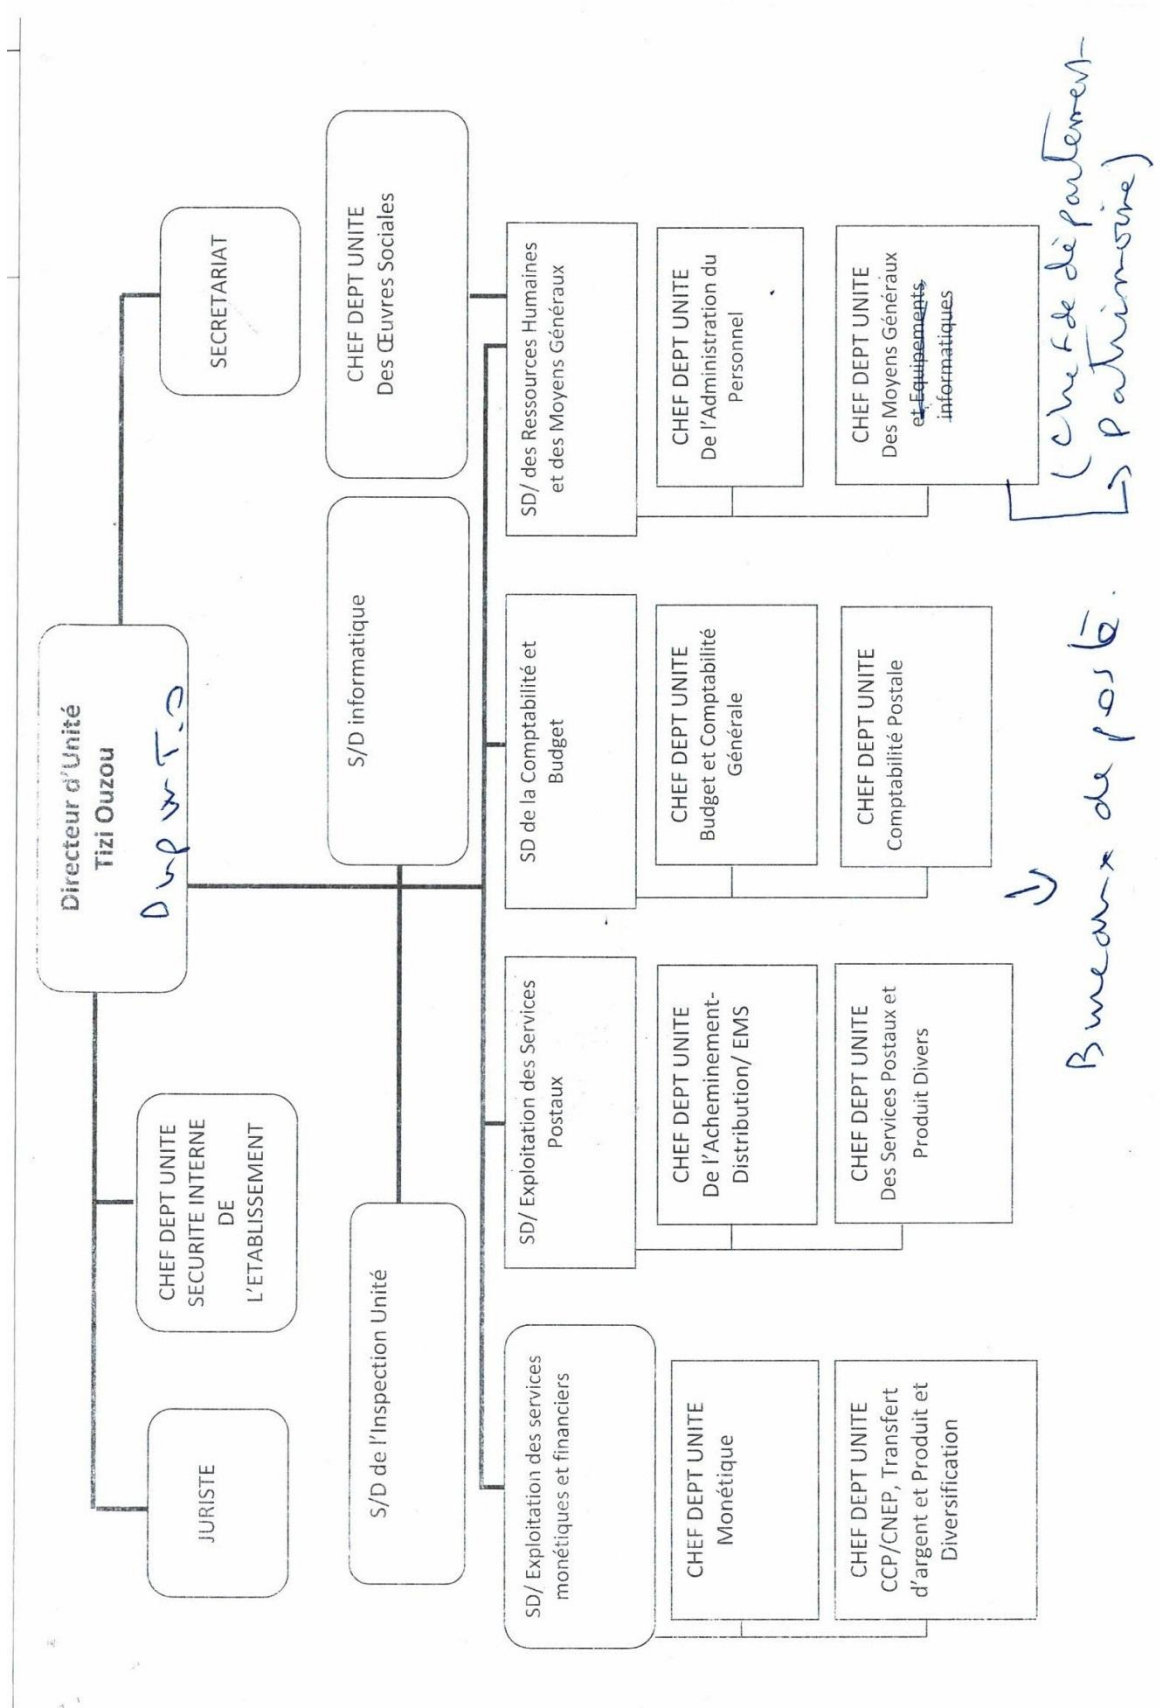 Directeur d'Unité
Tizi Ouzou
JURISTE
CHEF DEPT UNITE
SECURITE INTERNE
DE
L'ETABLISSEMENT
SECRETARIAT
S/D de l'Inspection Unité
S/D informatique
CHEF DEPT UNITE
Des Œuvres Sociales
SD/ Exploitation des services
monétiques et financiers
CHEF DEPT UNITE
Monétique
CHEF DEPT UNITE
CCP/CNEP, Transfert
d'argent et Produit et
Diversification
SD/ Exploitation des Services
Postaux
CHEF DEPT UNITE
De l'Acheminement-
Distribution/ EMS
CHEF DEPT UNITE
Des Services Postaux et
Produit Divers
SD de la Comptabilité et
Budget
CHEF DEPT UNITE
Budget et Comptabilité
Générale
CHEF DEPT UNITE
Comptabilité Postale
SD/ des Ressources Humaines
et des Moyens Généraux
CHEF DEPT UNITE
De l'Administration du
Personnel
CHEF DEPT UNITE
Des Moyens Généraux
et Equipements
informatiques
(Chef de département
patrimoine)
Bureaux de poste.